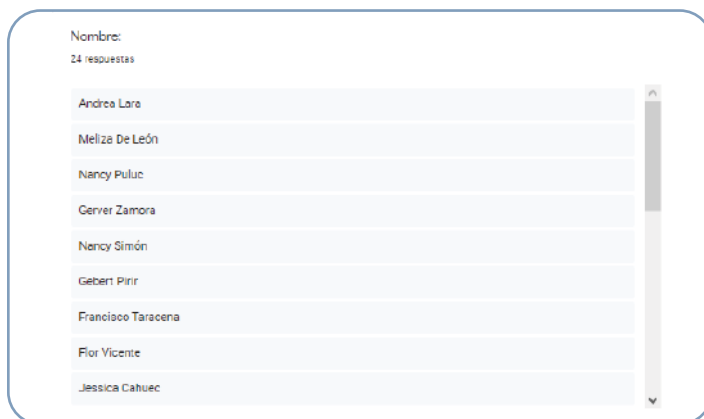 Nombre:
24 respuestas
Andrea Lara
Meliza De León
Nancy Puluc
Gerver Zamora
Nancy Simón
Gebert Pirir
Francisco Taracena
Flor Vicente
Jessica Cahuec